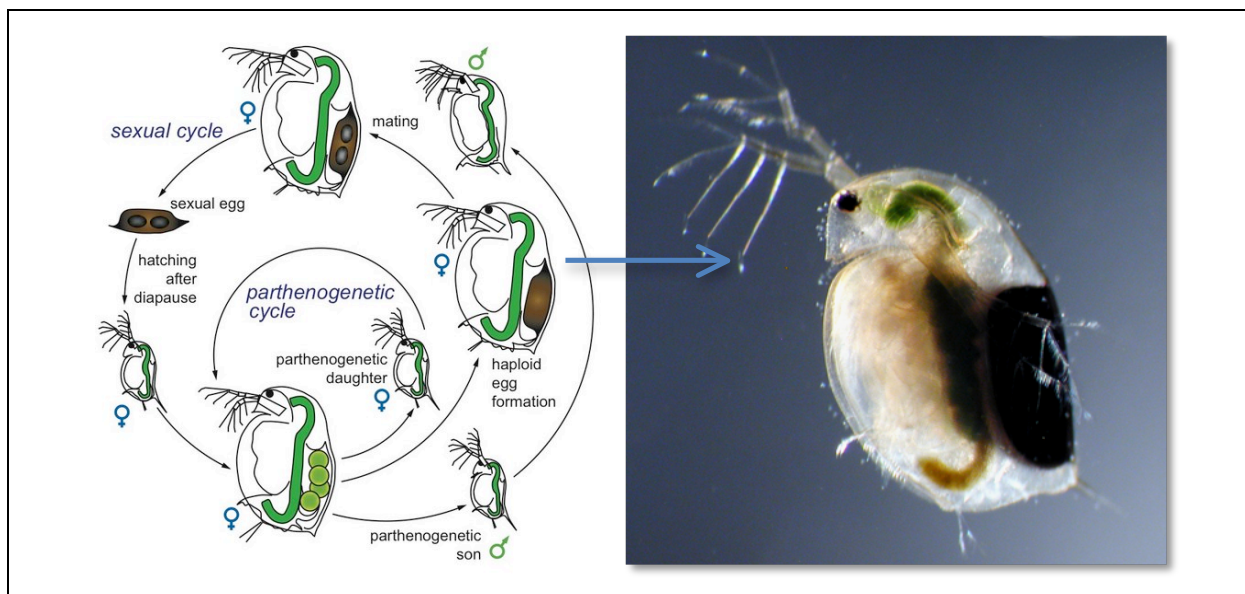 sexual cycle
mating
♂
♀
sexual egg
hatching
after
diapause
♀
parthenogenetic
cycle
parthenogenetic
daughter
♀
♀
haploid
egg
formation
♀
parthenogenetic
son ♂